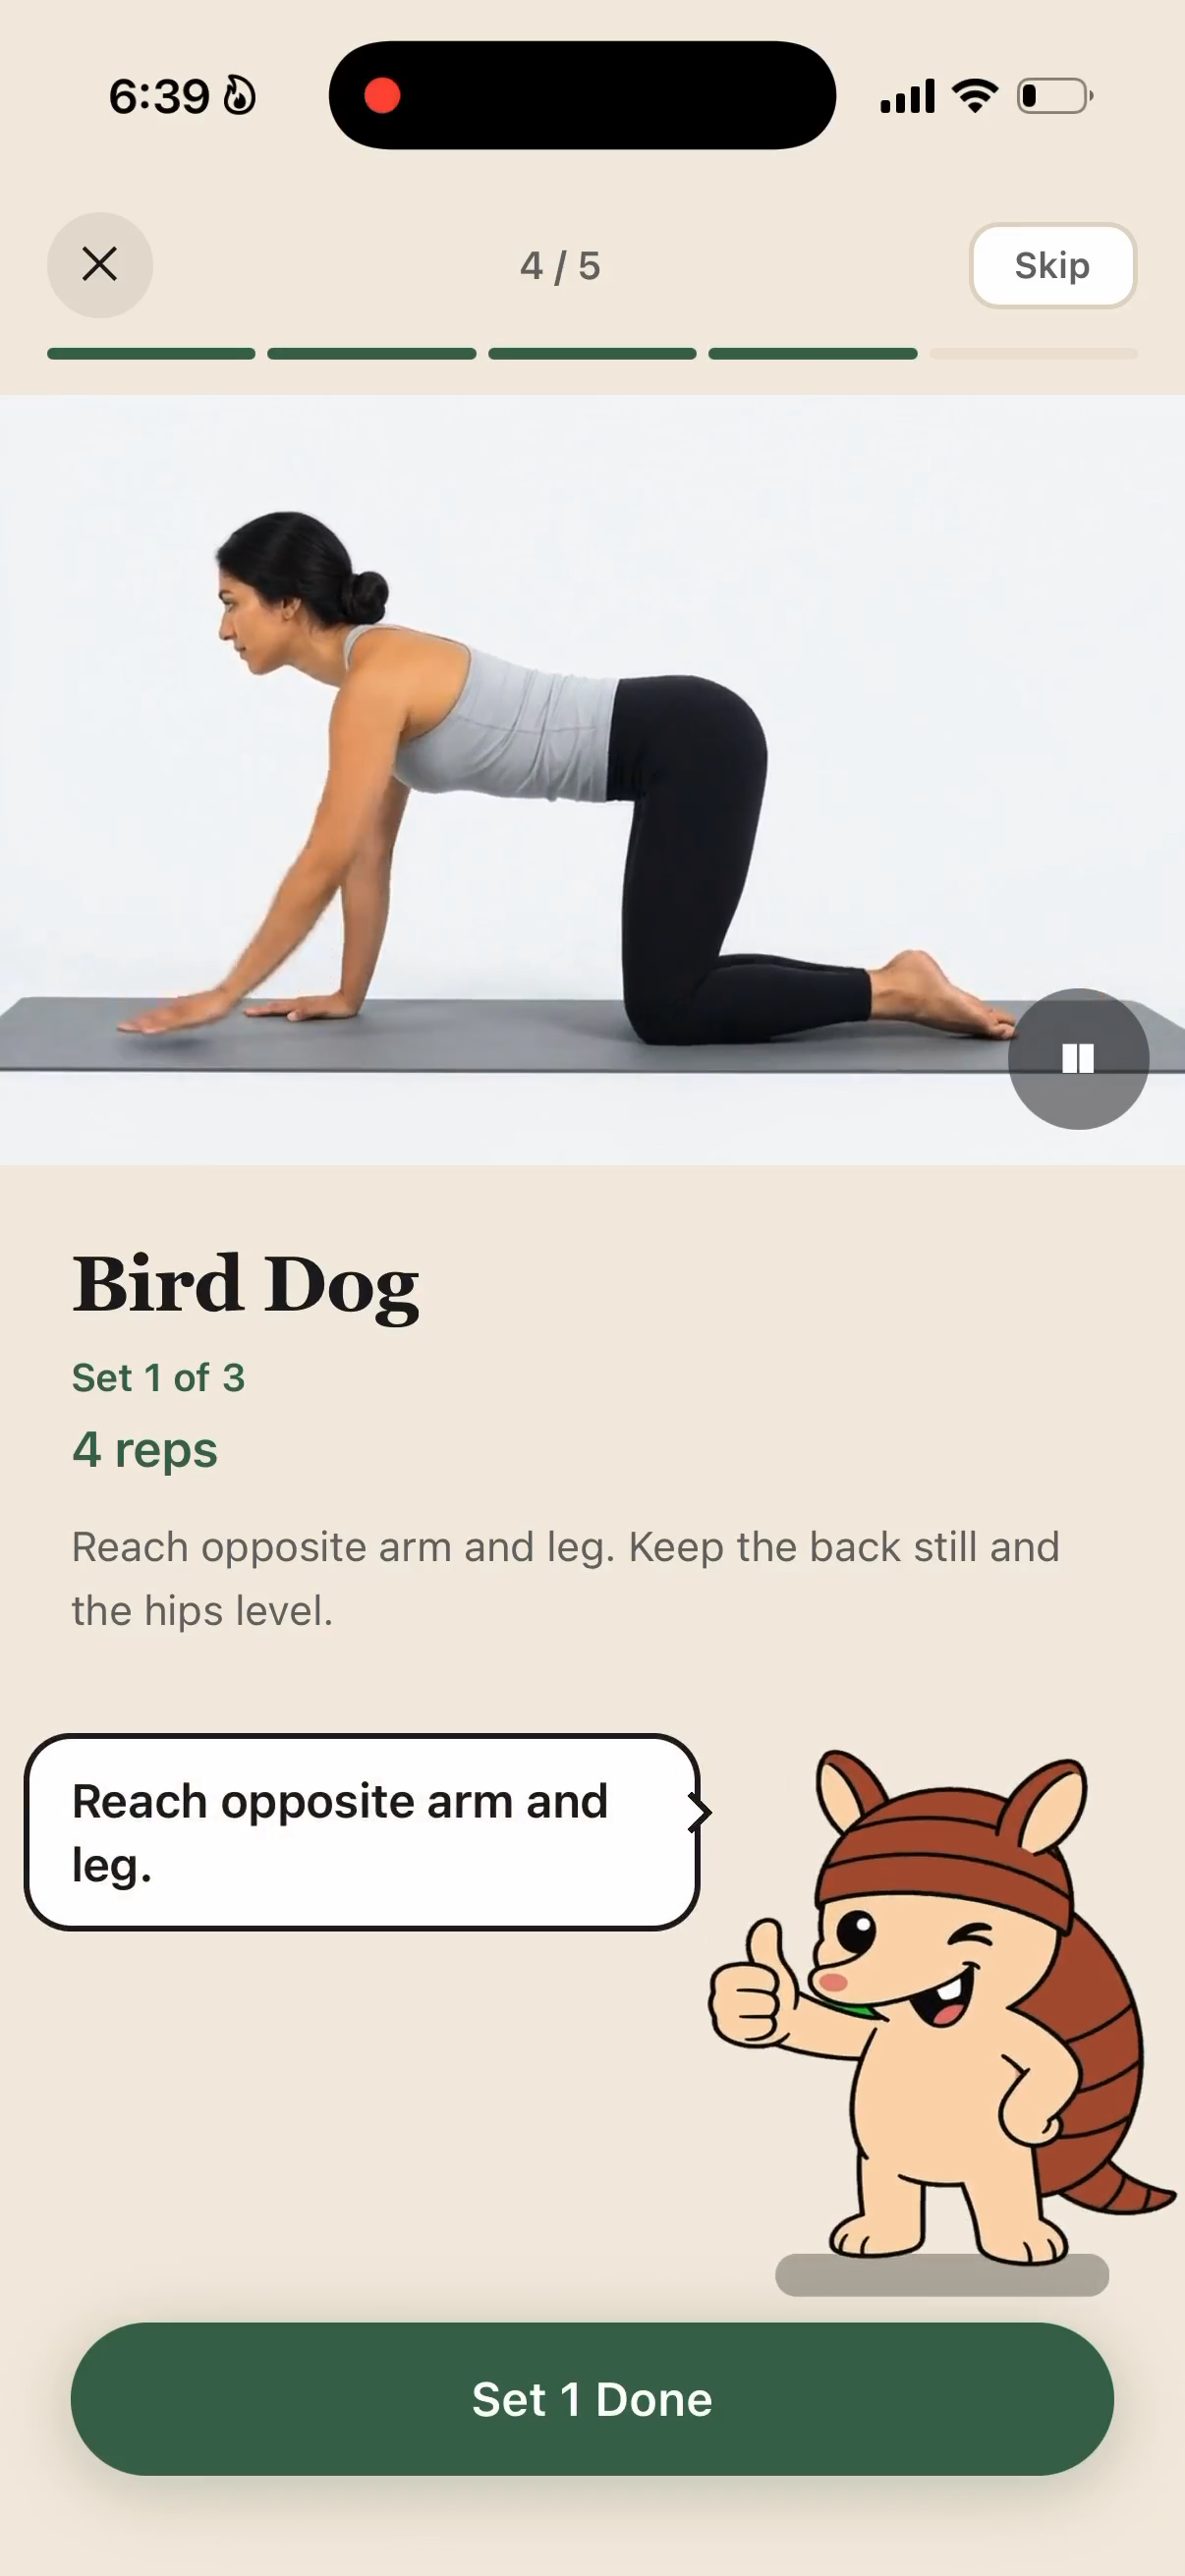 6:39
4 / 5
Skip
Bird Dog
Set 1 of 3
4 reps
Reach opposite arm and leg. Keep the back still and
the hips level.
Reach opposite arm and
leg.
Set 1 Done